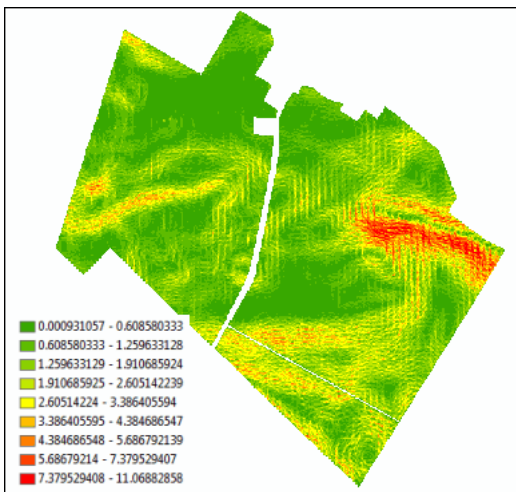 0.000931057 - 0.608580333
0.608580333 - 1.259633128
1.259633129 - 1.910685924
1.910685925 - 2.605142239
2.60514224 - 3.386405594
3.386405595 - 4.384686547
4.384686548 - 5.686792139
5.68679214 - 7.379529407
7.379529408 - 11.06882858